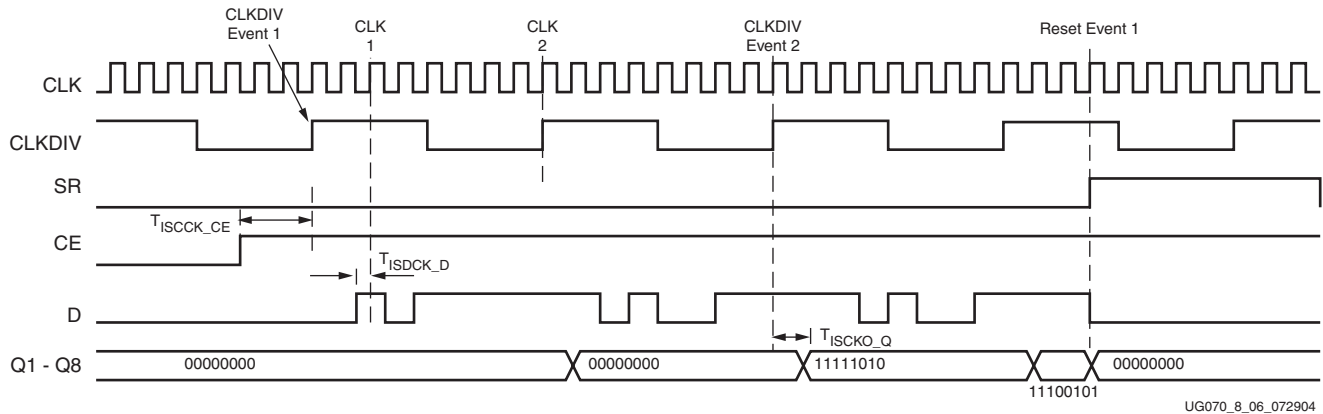 CLKDIV
Event 1
CLK
1
CLK
2
CLKDIV
Event 2
Reset Event 1
CLK
CLKDIV
SR
TISCCK_CE
CE
TISDCK_D
D
TISCKO_Q
Q1 - Q8
00000000
00000000
11111010
00000000
11100101
UG070_8_06_072904